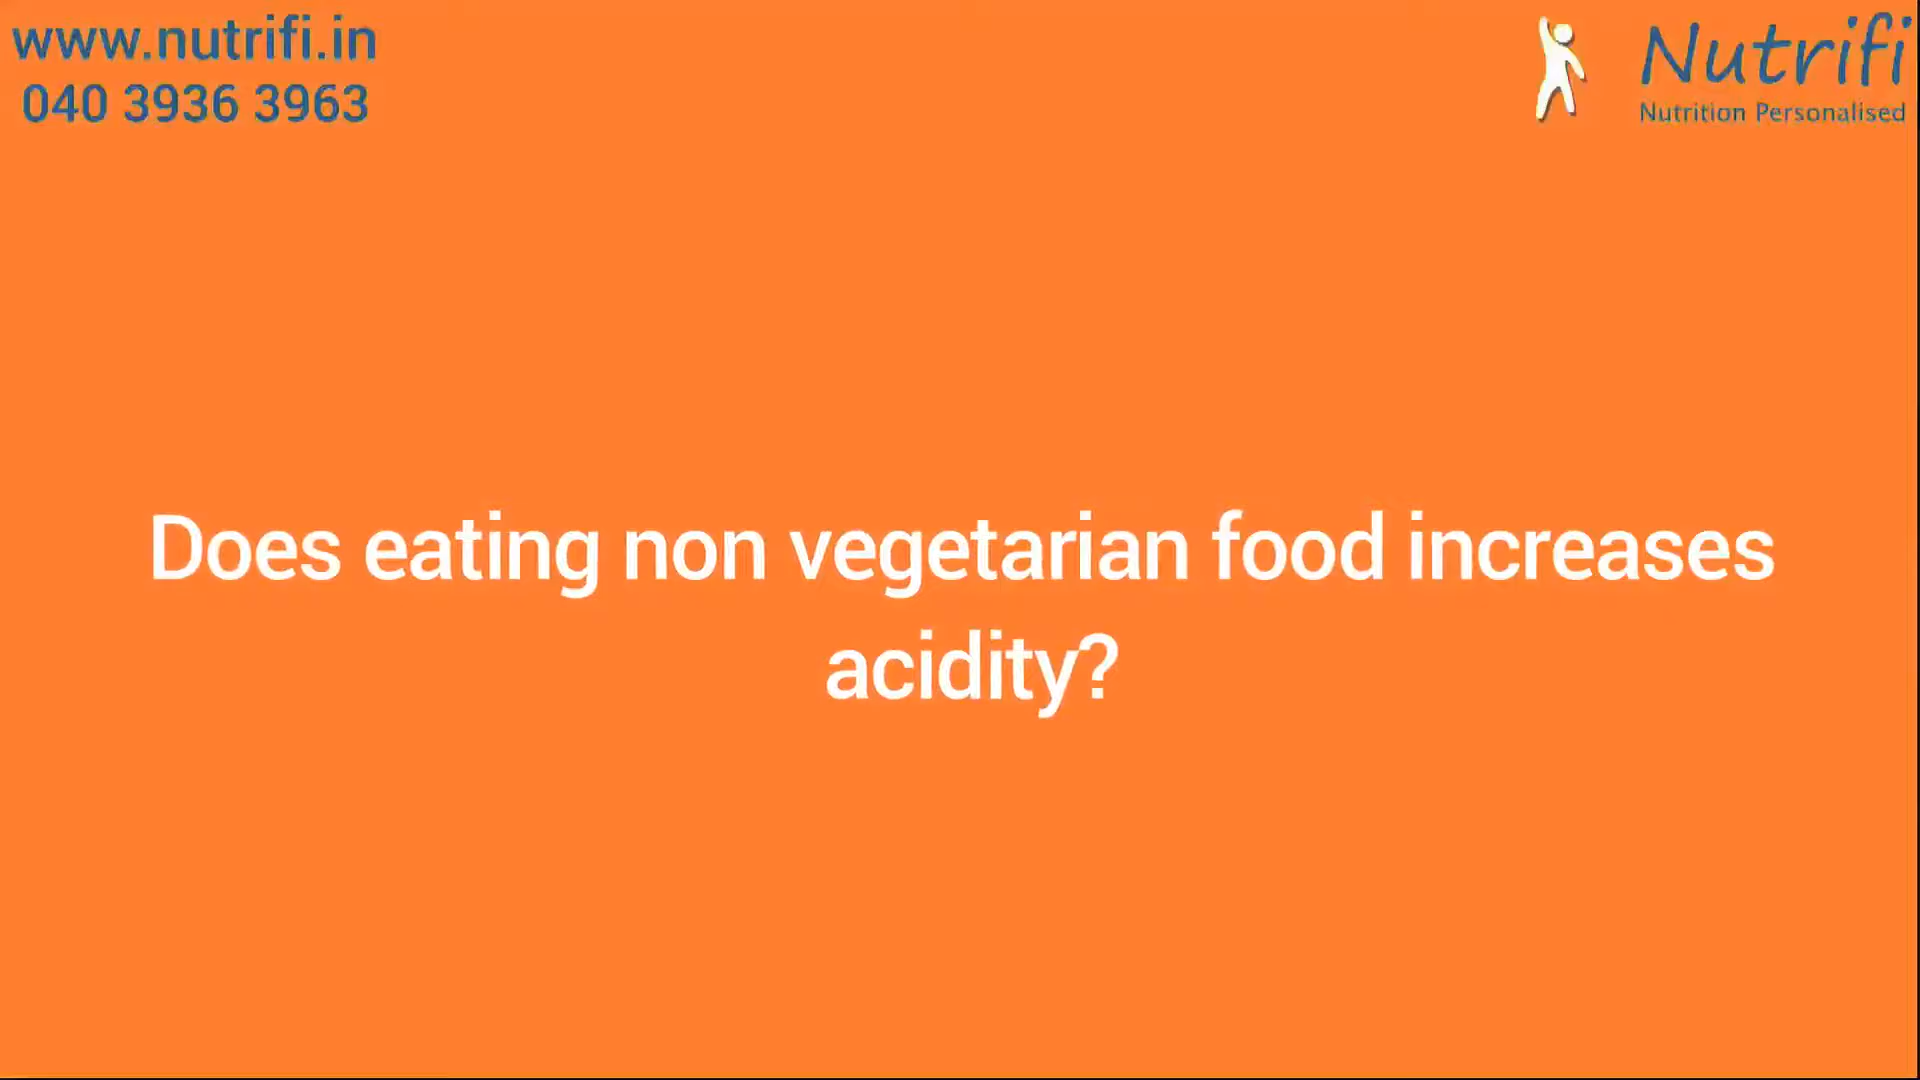 www.nutrifi.in
040 3936 3963
Nutrifi
Nutrition Personalised
Does eating non vegetarian food increases
acidity?